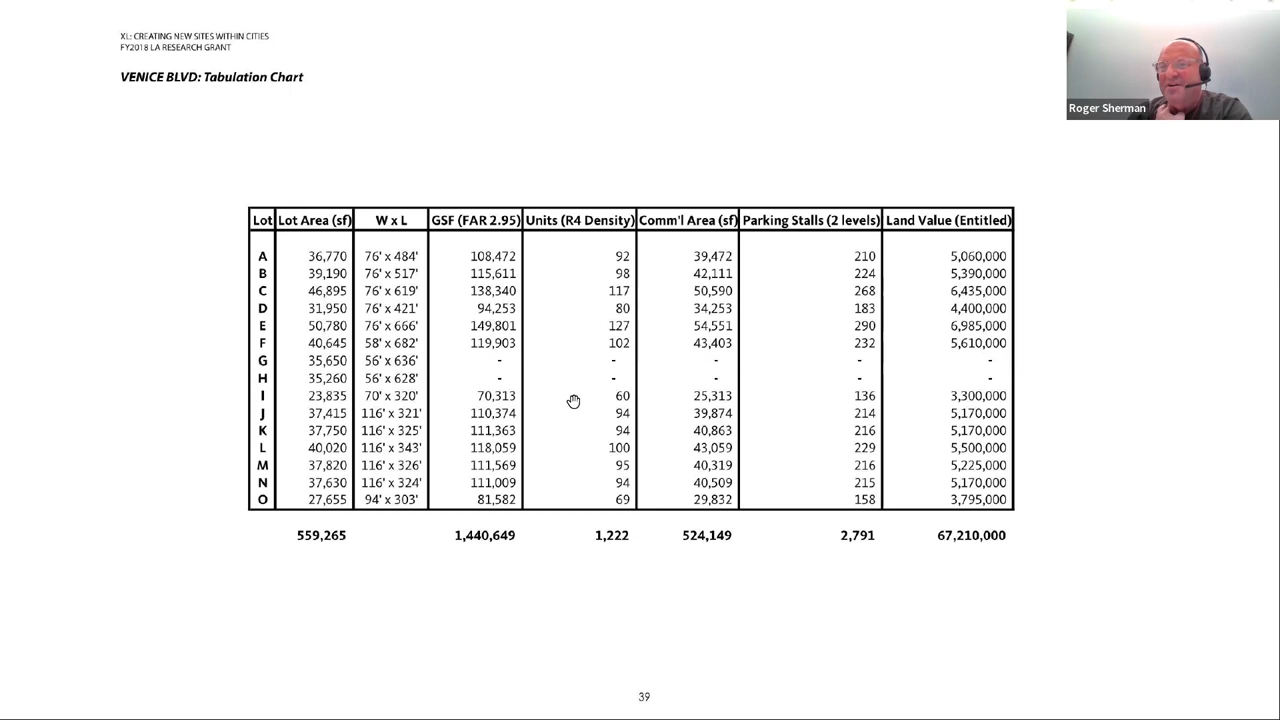 XL: CREATING NEW SITES WITHIN CITIES
FY2018 LA RESEARCH GRANT
VENICE BLVD: Tabulation Chart
Roger Sherman
Lot Lot Area (sf) W x L GSF (FAR 2.95) Units (R4 Density) Comm'l Area (sf) Parking Stalls (2 levels) Land Value (Entitled)
A 36,770 76' x 484' 108,472 92 39,472 210 5,060,000
B 39,190 76' x 517' 115,611 98 42,111 224 5,390,000
C 46,895 76' x 619' 138,340 117 50,590 268 6,435,000
D 31,950 76' x 421' 94,253 80 34,253 183 4,400,000
E 50,780 76' x 666' 149,801 127 54,551 290 6,985,000
F 40,645 58' x 682' 119,903 102 43,403 232 5,610,000
G 35,650 56' x 636' - - - - -
H 35,260 56' x 628' - - - - -
I 23,835 70' x 320' 70,313 60 25,313 136 3,300,000
J 37,415 116' x 321' 110,374 94 39,874 214 5,170,000
K 37,750 116' x 325' 111,363 94 40,863 216 5,170,000
L 40,020 116' x 343' 118,059 100 43,059 229 5,500,000
M 37,820 116' x 326' 111,569 95 40,319 216 5,225,000
N 37,630 116' x 324' 111,009 94 40,509 215 5,170,000
O 27,655 94' x 303' 81,582 69 29,832 158 3,795,000
559,265 1,440,649 1,222 524,149 2,791 67,210,000
39